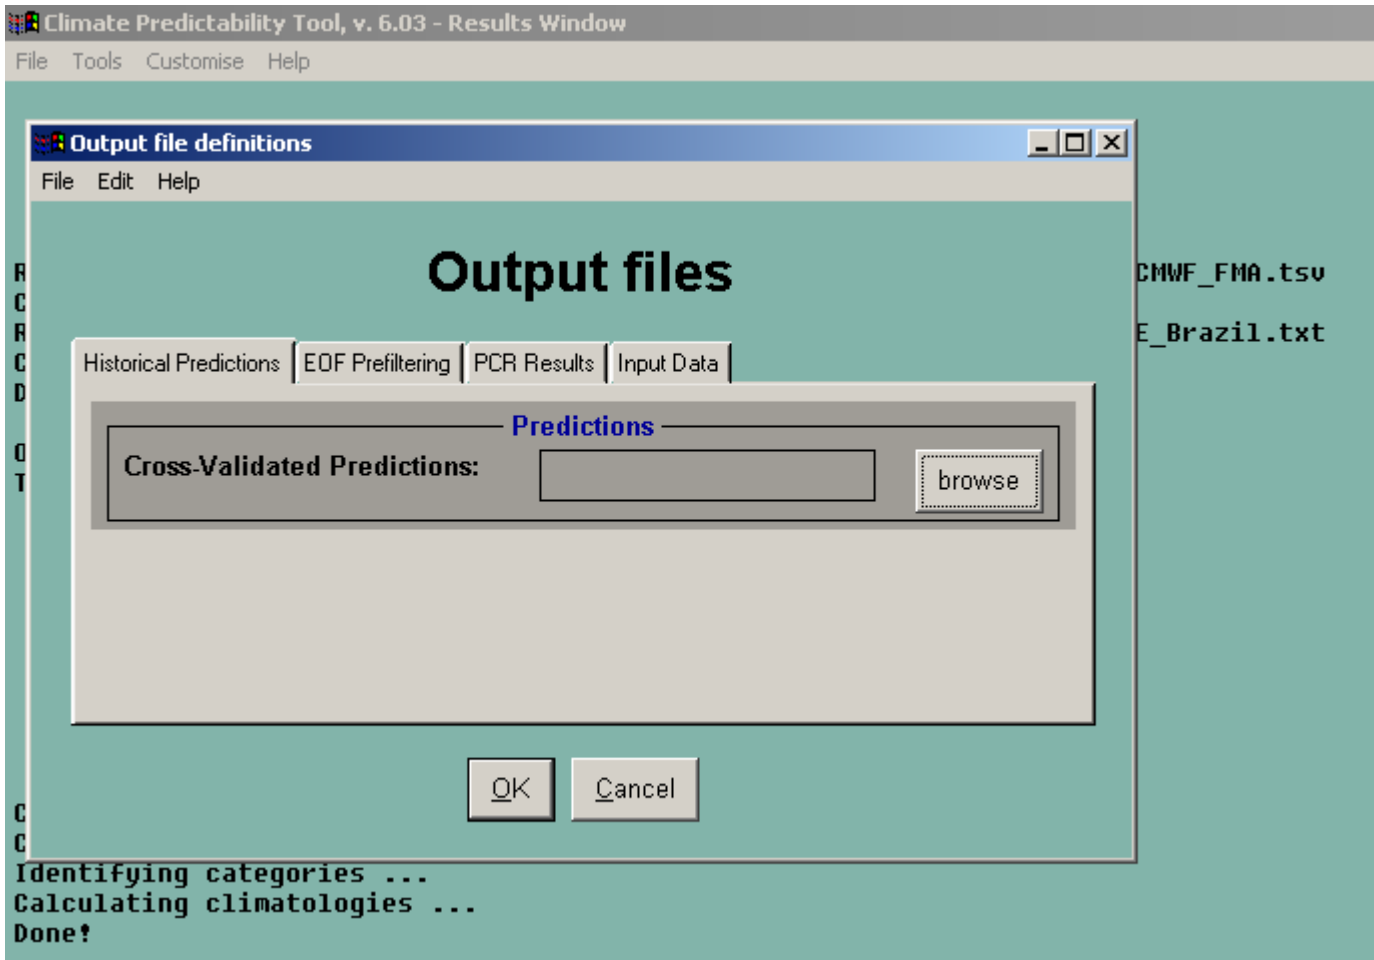 Climate Predictability Tool, v. 6.03 - Results Window
File Tools Customise Help
Output file definitions
File Edit Help
Output files
R CMWF_FMA.tsv
C
R E_Brazil.txt
C
D
O
T
Historical Predictions EOF Prefiltering PCR Results Input Data
Predictions
Cross-Validated Predictions: browse
OK Cancel
C
C
Identifying categories ...
Calculating climatologies ...
Done!